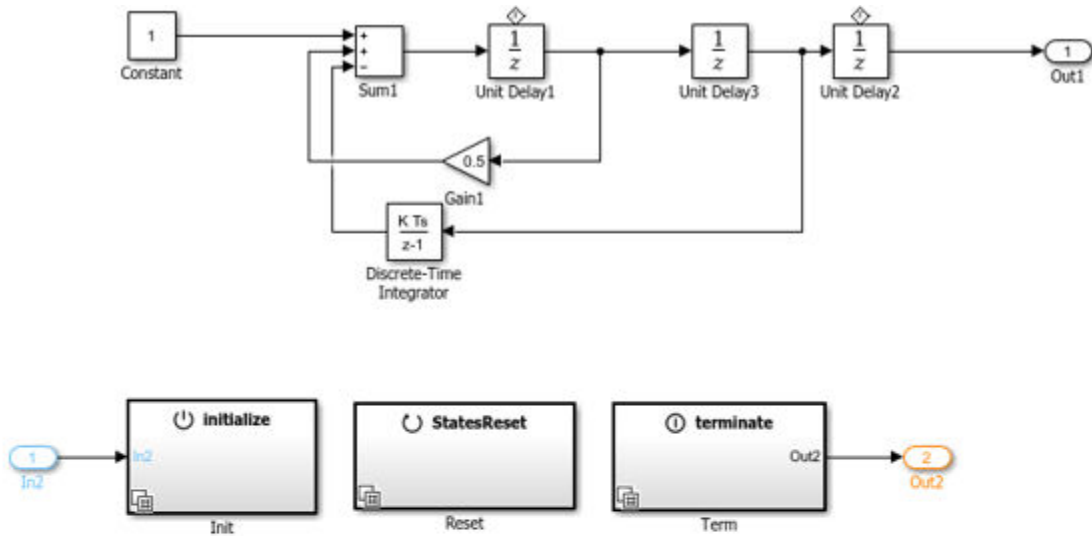 1
Constant
+
+
−
Sum1
1
z
Unit Delay1
1
z
Unit Delay3
1
z
Unit Delay2
1
Out1
0.5
Gain1
K Ts
z-1
Discrete-Time
Integrator
initialize
StatesReset
terminate
1
In2
In2
Out2
2
Out2
Init
Reset
Term